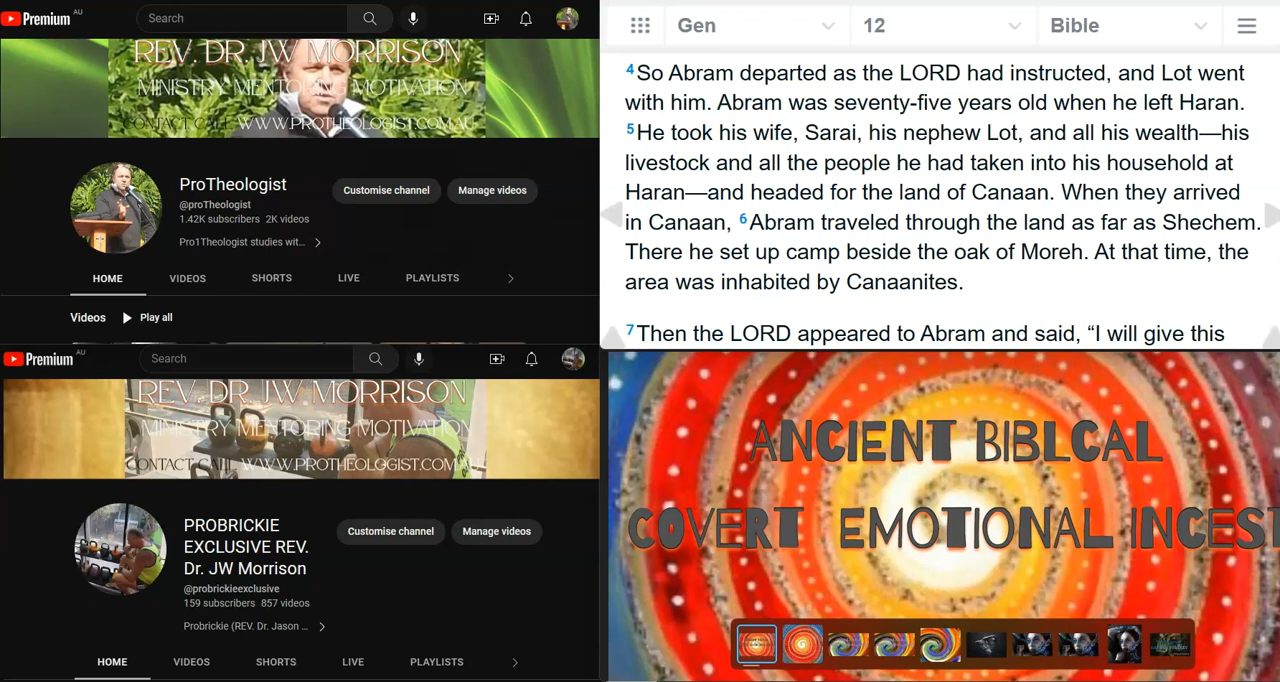 Premium AU
Search
REV. DR. JW MORRISON
MINISTRY MENTORING MOTIVATION
CONTACT CALL WWW.PROTHEOLOGIST.COM.AU
ProTheologist
@proTheologist
1.42K subscribers 2K videos
Pro1Theologist studies wit...
Customise channel
Manage videos
HOME
VIDEOS
SHORTS
LIVE
PLAYLISTS
Videos
Play all
Premium AU
Search
REV. DR. JW MORRISON
MINISTRY MENTORING MOTIVATION
CONTACT CALL WWW.PROTHEOLOGIST.COM.AU
PROBRICKIE
EXCLUSIVE REV.
Dr. JW Morrison
@probrickieexclusive
159 subscribers 857 videos
Probrickie (REV. Dr. Jason ...
Customise channel
Manage videos
HOME
VIDEOS
SHORTS
LIVE
PLAYLISTS
Gen
12
Bible
4 So Abram departed as the LORD had instructed, and Lot went
with him. Abram was seventy-five years old when he left Haran.
5 He took his wife, Sarai, his nephew Lot, and all his wealth—his
livestock and all the people he had taken into his household at
Haran—and headed for the land of Canaan. When they arrived
in Canaan, 6 Abram traveled through the land as far as Shechem.
There he set up camp beside the oak of Moreh. At that time, the
area was inhabited by Canaanites.
7 Then the LORD appeared to Abram and said, “I will give this
ANCIENT BIBLCAL
COVERT EMOTIONAL INCEST